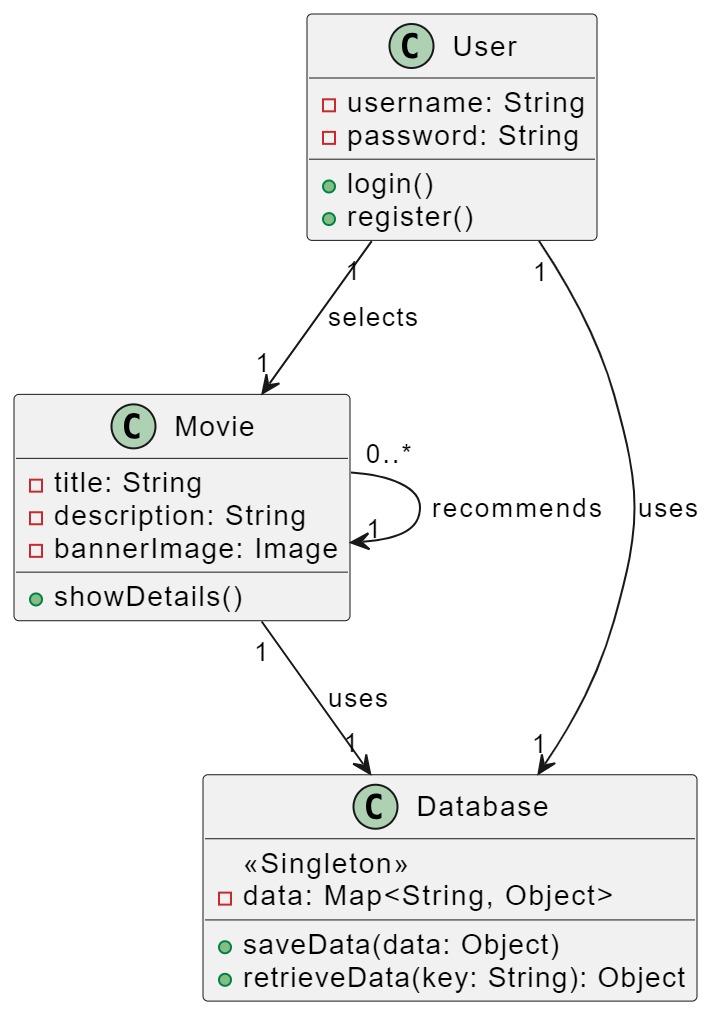 C User
username: String
password: String
login()
register()
1
1
selects
1
Movie
C
title: String
description: String
bannerImage: Image
showDetails()
0..*
recommends
1
uses
1
uses
1
1
C Database
«Singleton»
data: Map<String, Object>
saveData(data: Object)
retrieveData(key: String): Object